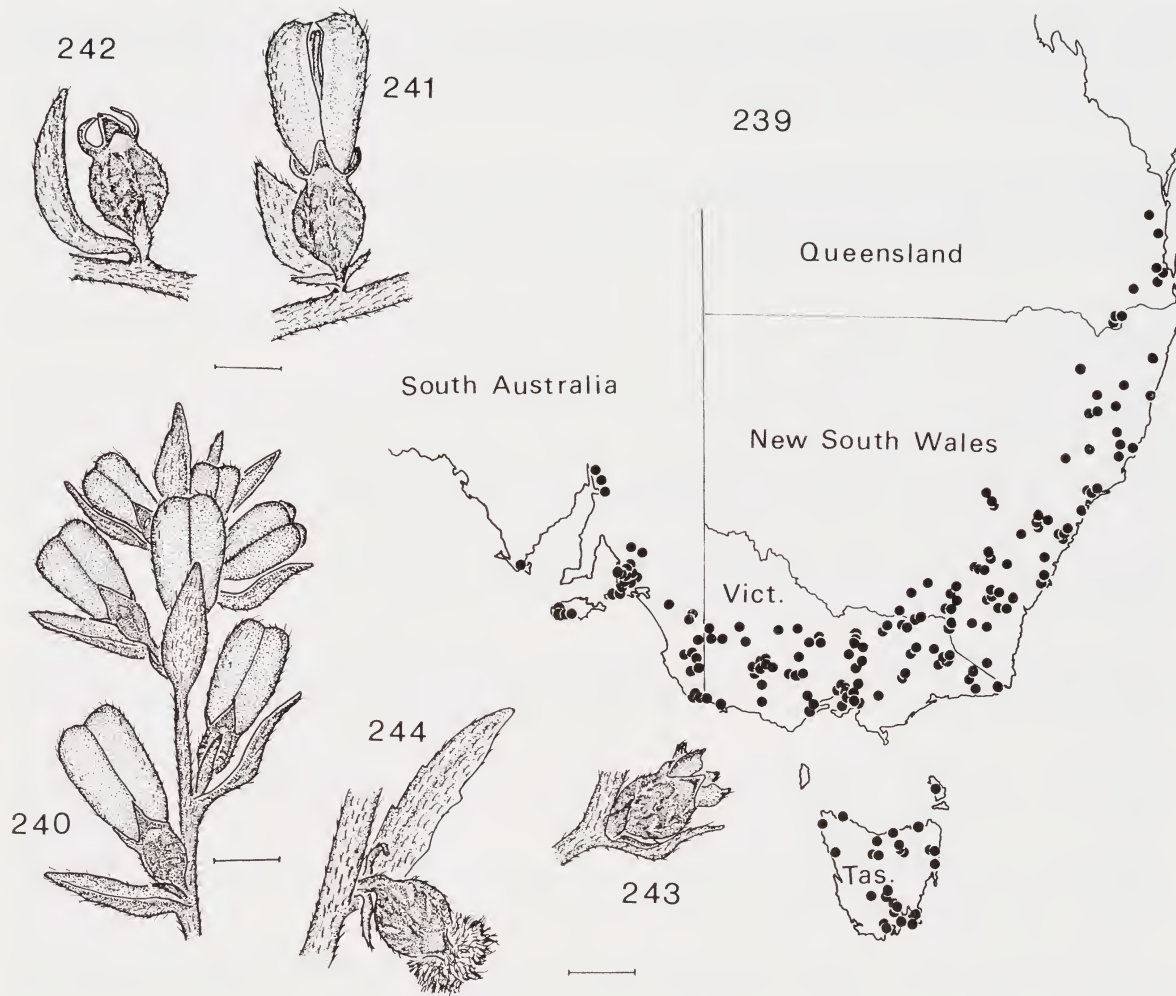 242
241
239
Queensland
South Australia
New South Wales
Vict.
244
240
243
Tas.